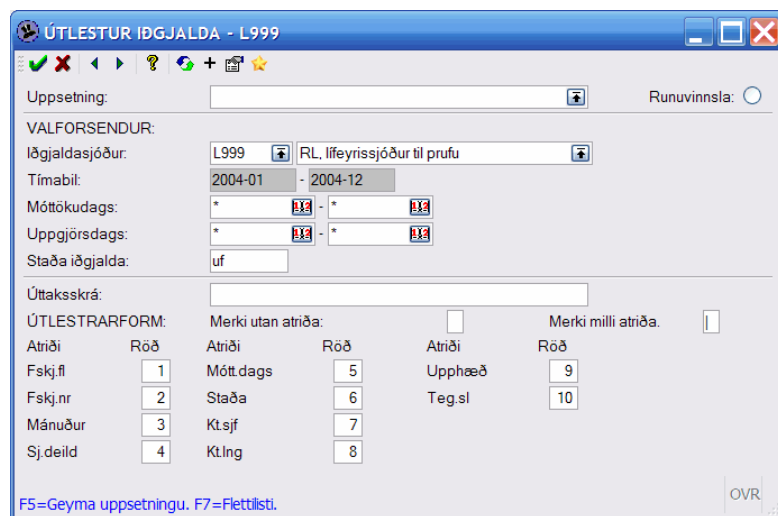 ÚTLESTUR IÐGJALDA - L999
Uppsetning: Runuvinnsla:
VALFORSENDUR:
Iðgjaldasjóður: L999 RL, lífeyrissjóður til prufu
Tímabil: 2004-01 - 2004-12
Móttökudags: * - *
Uppgjörsdags: * - *
Staða iðgjalda: uf
Úttaksskrá:
ÚTLESTRARFORM: Merki utan atriða: Merki milli atriða. |
Atriði Röð Atriði Röð Atriði Röð
Fskj.fl 1 Mótt.dags 5 Upphæð 9
Fskj.nr 2 Staða 6 Teg.sl 10
Mánuður 3 Kt.sjf 7
Sj.deild 4 Kt.lng 8
F5=Geyma uppsetningu. F7=Flettilisti. OVR